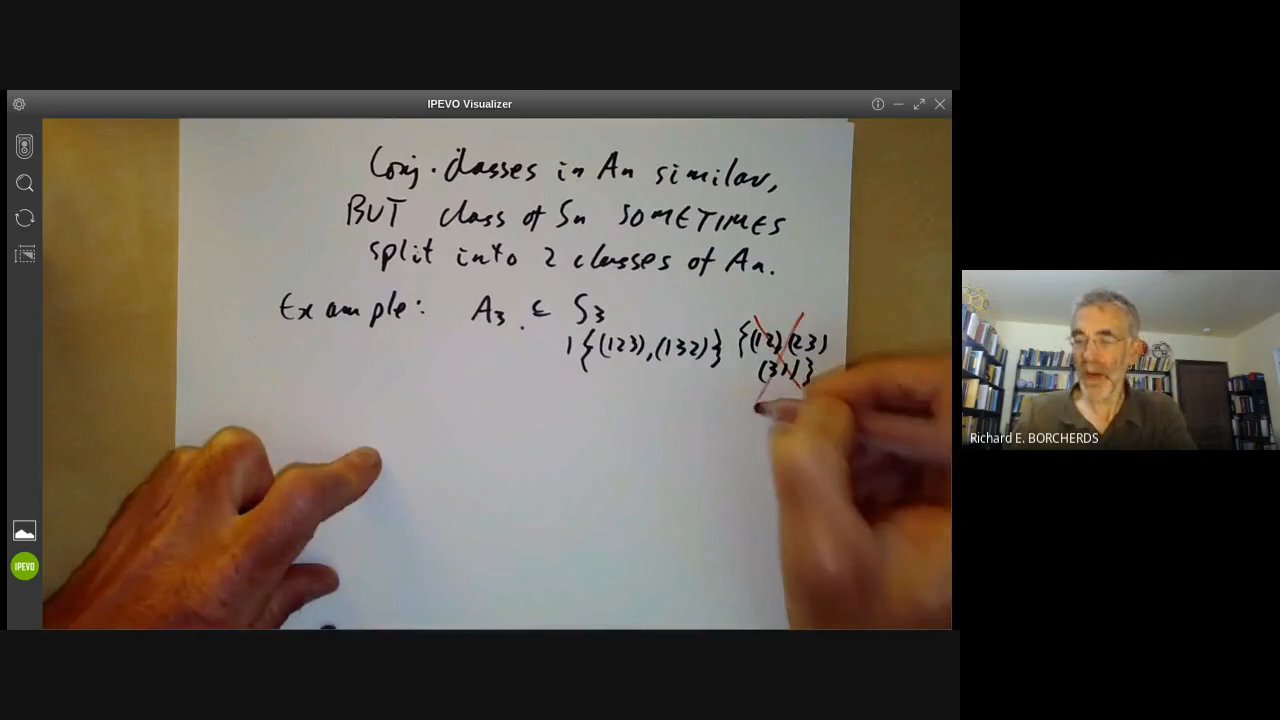 IPEVO Visualizer
Conj. classes in An similar,
BUT class of Sn SOMETIMES
split into 2 classes of An.
Example: A₃ ⊆ S₃
1 {(123), (132)} {(12)(23)
(31)}
Richard E. BORCHERDS
IPEVO